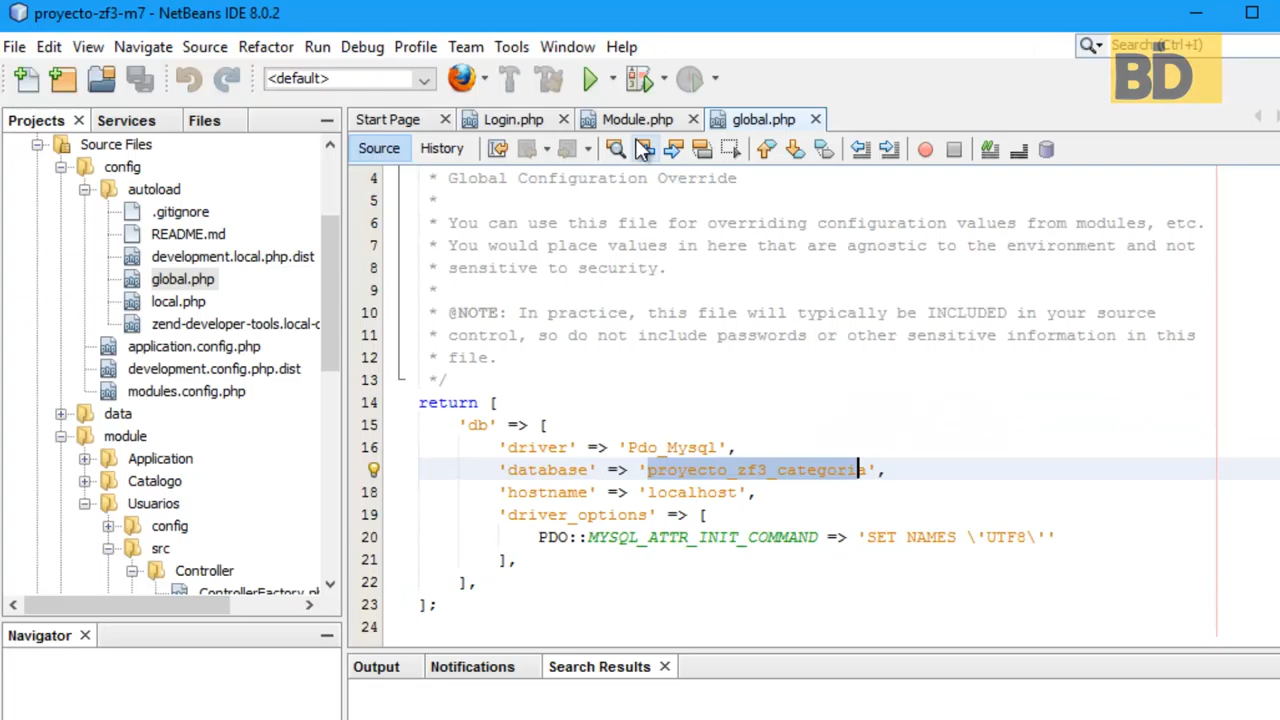 proyecto-zf3-m7 - NetBeans IDE 8.0.2
File Edit View Navigate Source Refactor Run Debug Profile Team Tools Window Help
Search (Ctrl+I)
BD
<default>
Projects Services Files
Start Page Login.php Module.php global.php
Source History
Source Files
config
autoload
.gitignore
README.md
development.local.php.dist
global.php
local.php
zend-developer-tools.local-c
application.config.php
development.config.php.dist
modules.config.php
data
module
Application
Catalogo
Usuarios
config
src
Controller
ControllerFactory.ph
4 * Global Configuration Override
5 *
6 * You can use this file for overriding configuration values from modules, etc.
7 * You would place values in here that are agnostic to the environment and not
8 * sensitive to security.
9 *
10 * @NOTE: In practice, this file will typically be INCLUDED in your source
11 * control, so do not include passwords or other sensitive information in this
12 * file.
13 */
14 return [
15 'db' => [
16 'driver' => 'Pdo_Mysql',
'database' => 'proyecto_zf3_categoria',
18 'hostname' => 'localhost',
19 'driver_options' => [
20 PDO::MYSQL_ATTR_INIT_COMMAND => 'SET NAMES \'UTF8\''
21 ],
22 ],
23 ];
24
Navigator
Output Notifications Search Results